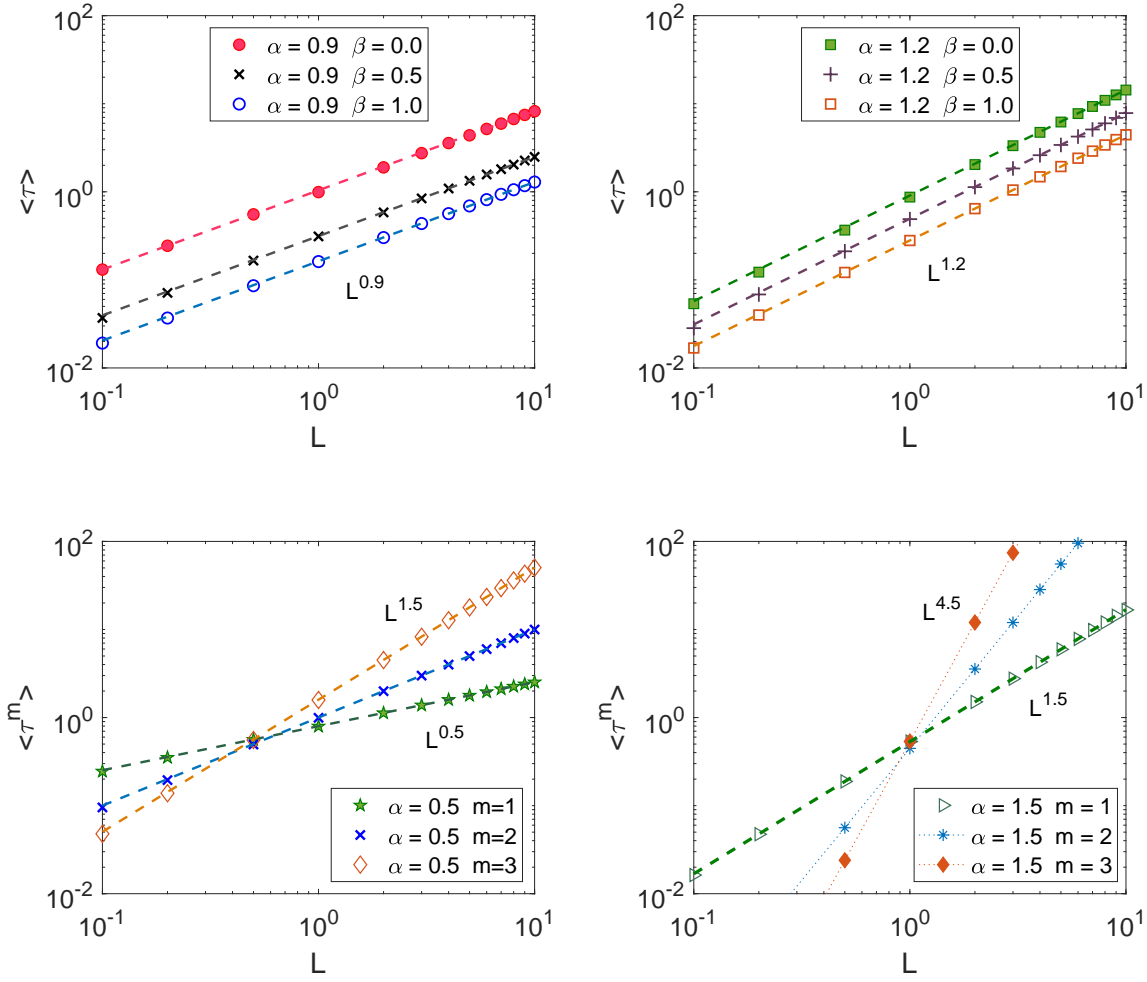 10^2
α = 0.9 β = 0.0
α = 0.9 β = 0.5
α = 0.9 β = 1.0
<τ>
10^0
L^0.9
10^-2
10^-1
10^0
10^1
L
10^2
α = 1.2 β = 0.0
α = 1.2 β = 0.5
α = 1.2 β = 1.0
<τ>
10^0
L^1.2
10^-2
10^-1
10^0
10^1
L
10^2
L^1.5
<τ^m>
10^0
L^0.5
α = 0.5 m=1
α = 0.5 m=2
α = 0.5 m=3
10^-2
10^-1
10^0
10^1
L
10^2
L^4.5
<τ^m>
10^0
L^1.5
α = 1.5 m = 1
α = 1.5 m = 2
α = 1.5 m = 3
10^-2
10^-1
10^0
10^1
L